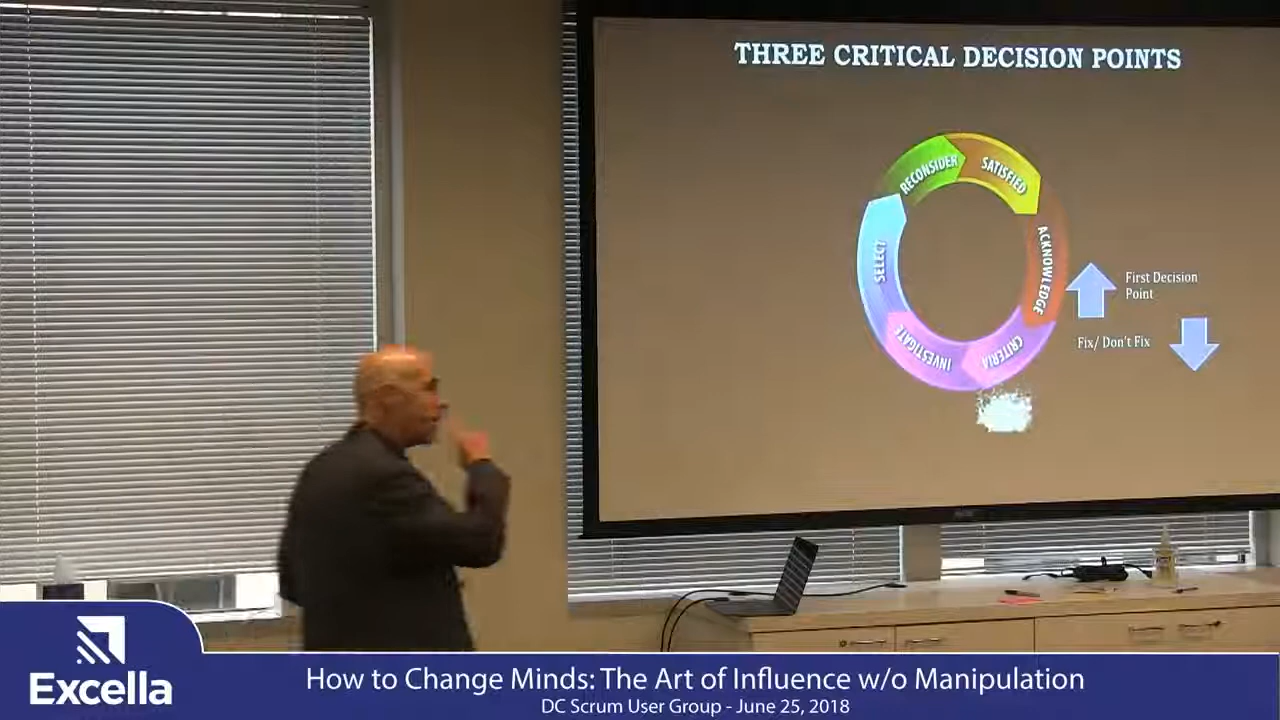 THREE CRITICAL DECISION POINTS
RECONSIDER
SATISFIED
ACKNOWLEDGE
SELECT
INVESTIGATE
CRITERIA
First Decision
Point
Fix/ Don't Fix
Excella
How to Change Minds: The Art of Influence w/o Manipulation
DC Scrum User Group - June 25, 2018